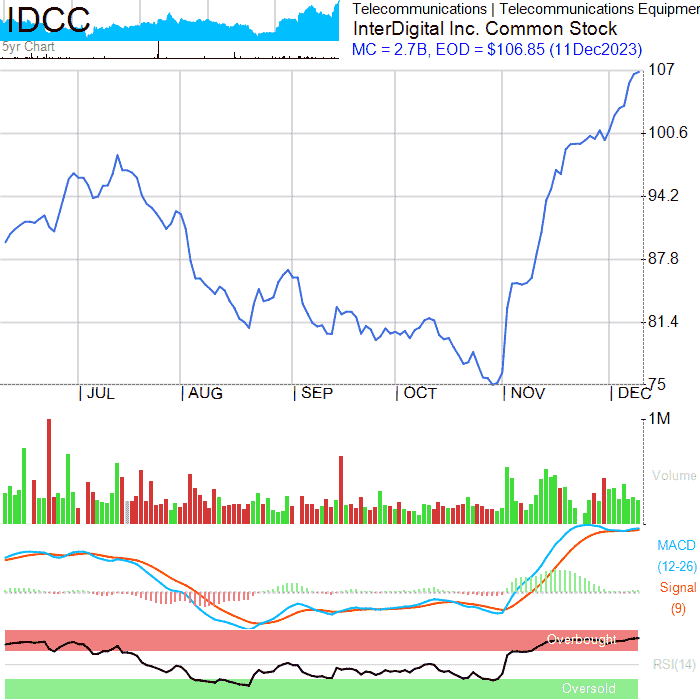 IDCC
5yr Chart
Telecommunications | Telecommunications Equipmen
InterDigital Inc. Common Stock
MC = 2.7B, EOD = $106.85 (11Dec2023)
107
100.6
94.2
87.8
81.4
75
JUL AUG SEP OCT NOV DEC
1M
Volume
MACD
(12-26)
Signal
(9)
Overbought
RSI(14)
Oversold